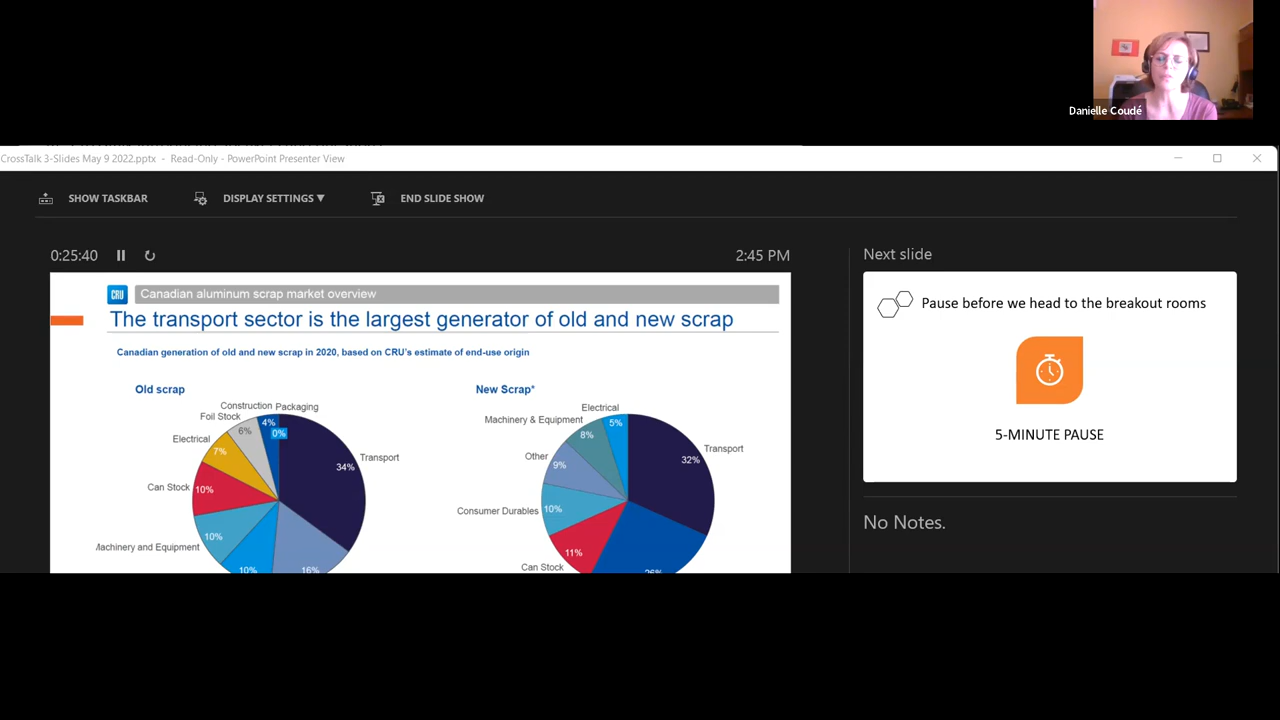 Danielle Coudé
CrossTalk 3-Slides May 9 2022.pptx - Read-Only - PowerPoint Presenter View
SHOW TASKBAR
DISPLAY SETTINGS ▼
END SLIDE SHOW
0:25:40
2:45 PM
CRU
Canadian aluminum scrap market overview
The transport sector is the largest generator of old and new scrap
Canadian generation of old and new scrap in 2020, based on CRU's estimate of end-use origin
Old scrap
Construction Packaging
Foil Stock
4%
0%
6%
Electrical
7%
34%
Transport
Can Stock
10%
10%
Machinery and Equipment
10%
16%
New Scrap*
Electrical
5%
Machinery & Equipment
8%
32%
Transport
Other
9%
Consumer Durables
10%
11%
Can Stock
26%
Next slide
Pause before we head to the breakout rooms
5-MINUTE PAUSE
No Notes.